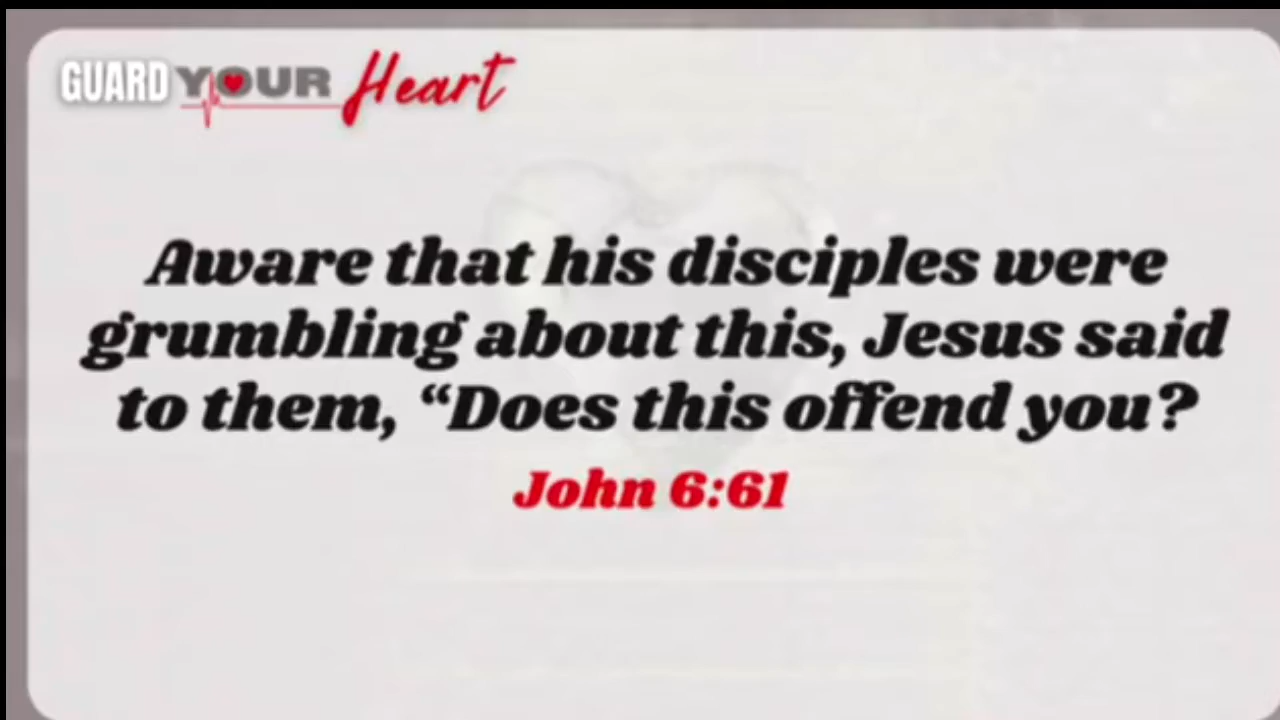 GUARD YOUR Heart
Aware that his disciples were
grumbling about this, Jesus said
to them, “Does this offend you?
John 6:61